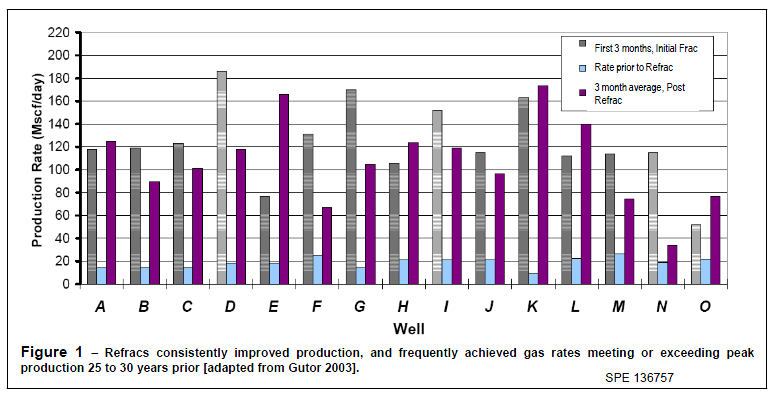 220
200
180
160
140
120
100
80
60
40
20
0
Production Rate (Mscf/day)
First 3 months, Initial Frac
Rate prior to Refrac
3 month average, Post
Refrac
A B C D E F G H I J K L M N O
Well
Figure 1 – Refracs consistently improved production, and frequently achieved gas rates meeting or exceeding peak
production 25 to 30 years prior [adapted from Gutor 2003].
SPE 136757